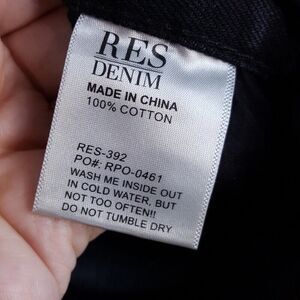 RES
DENIM
MADE IN CHINA
100% COTTON
RES-392
PO#: RPO-0461
WASH ME INSIDE OUT
IN COLD WATER, BUT
NOT TOO OFTEN!!
DO NOT TUMBLE DRY